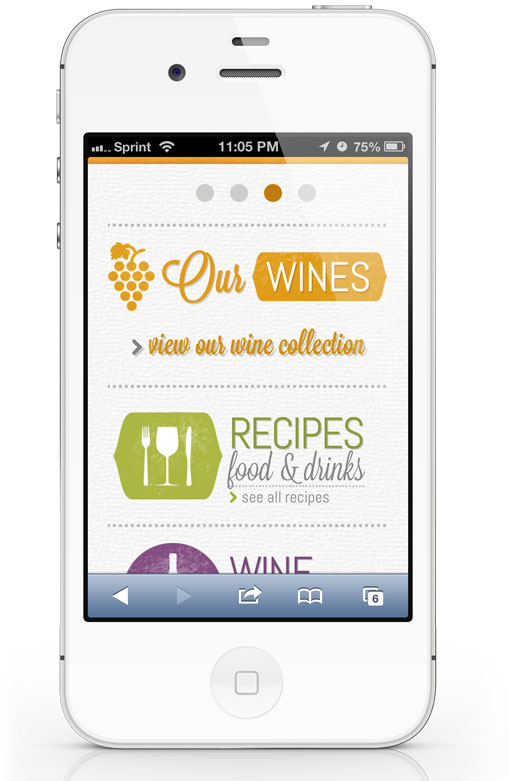 Sprint 11:05 PM 75%
Our WINES
> view our wine collection
RECIPES
food & drinks
> see all recipes
WINE
6